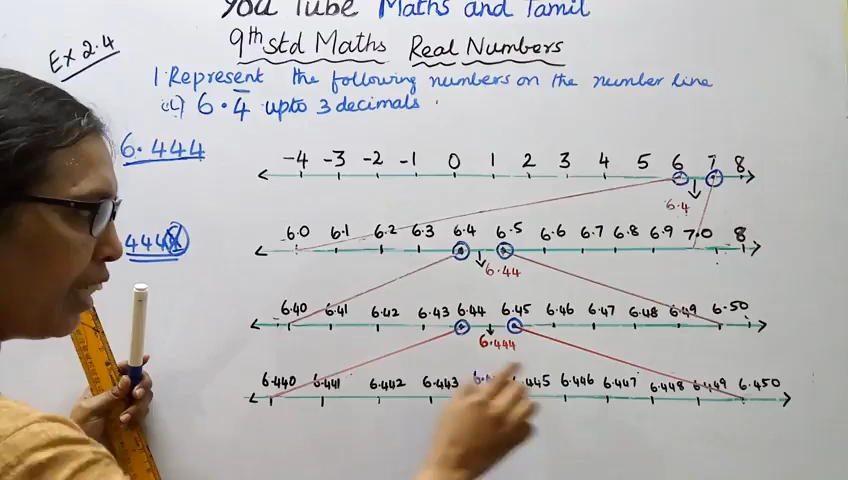 You Tube Maths and Tamil
Ex 2.4
9th std Maths Real Numbers
1. Represent the following numbers on the number line
(i) 6.4̅ upto 3 decimals
6.444
-4 -3 -2 -1 0 1 2 3 4 5 6 7 8
6.4
444
6.0 6.1 6.2 6.3 6.4 6.5 6.6 6.7 6.8 6.9 7.0 8
6.44
6.40 6.41 6.42 6.43 6.44 6.45 6.46 6.47 6.48 6.49 6.50
6.444
6.440 6.441 6.442 6.443 6.445 6.446 6.447 6.448 6.449 6.450